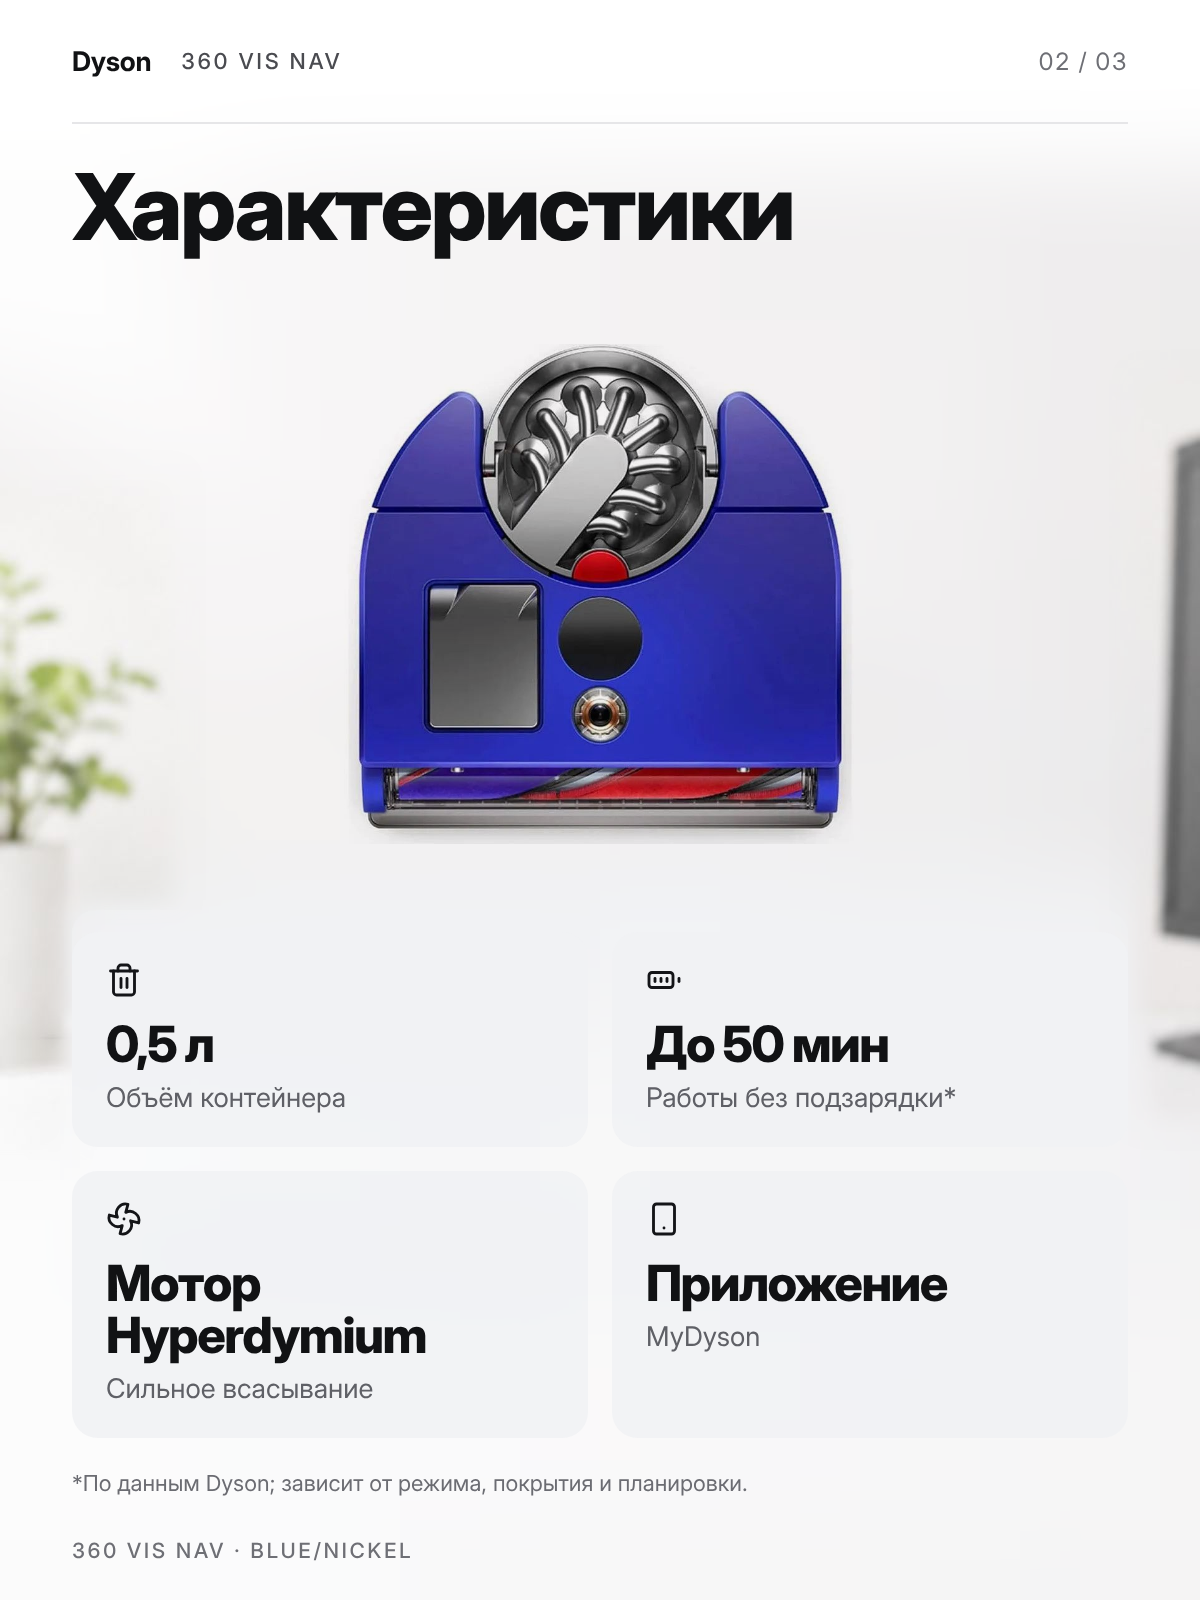 Dyson 360 VIS NAV 02 / 03
Характеристики
0,5 л
Объём контейнера
До 50 мин
Работы без подзарядки*
Мотор
Hyperdymium
Сильное всасывание
Приложение
MyDyson
*По данным Dyson; зависит от режима, покрытия и планировки.
360 VIS NAV · BLUE/NICKEL